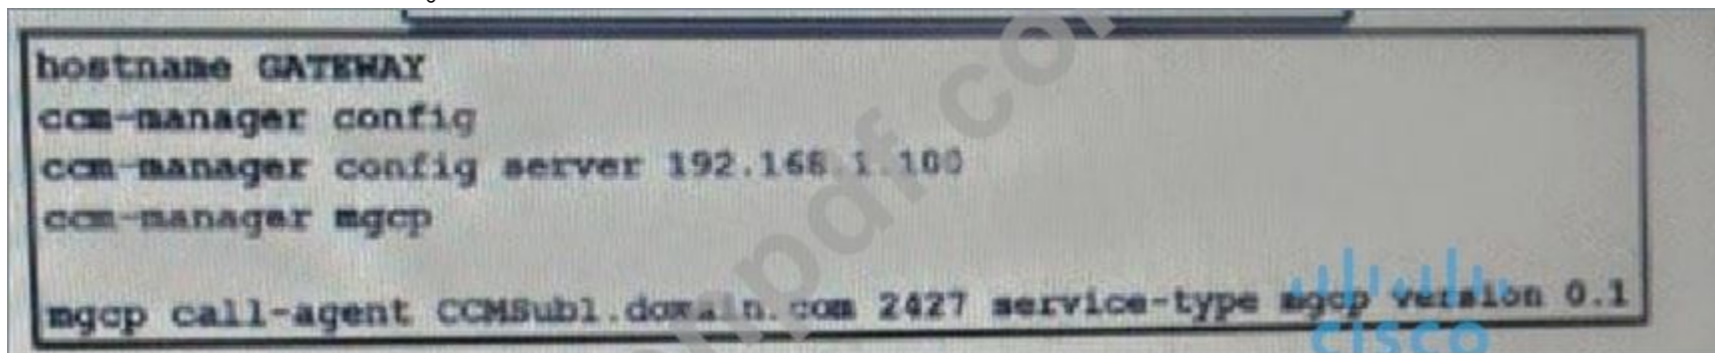 hostname GATEWAY
ccm-manager config
ccm-manager config server 192.168.1.100
ccm-manager mgcp
mgcp call-agent CCMSub1.domain.com 2427 service-type mgcp version 0.1
CISCO